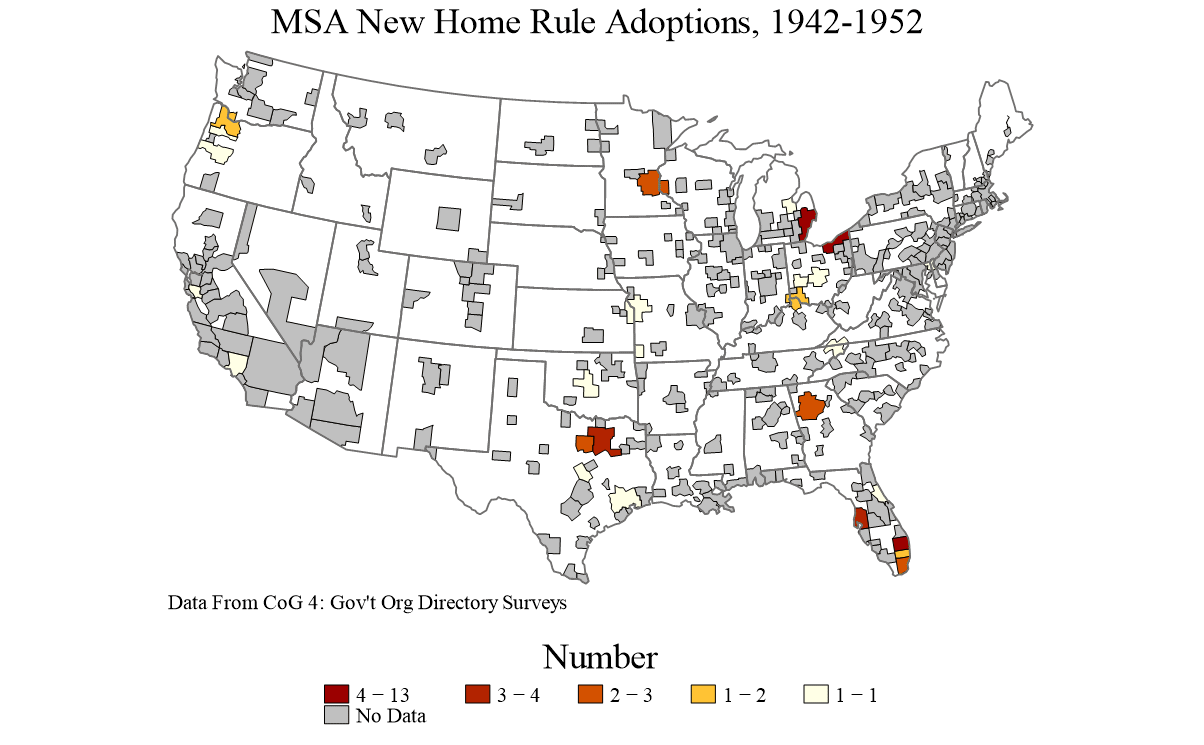 MSA New Home Rule Adoptions, 1942-1952
Data From CoG 4: Gov't Org Directory Surveys
Number
4 − 13
3 − 4
2 − 3
1 − 2
1 − 1
No Data